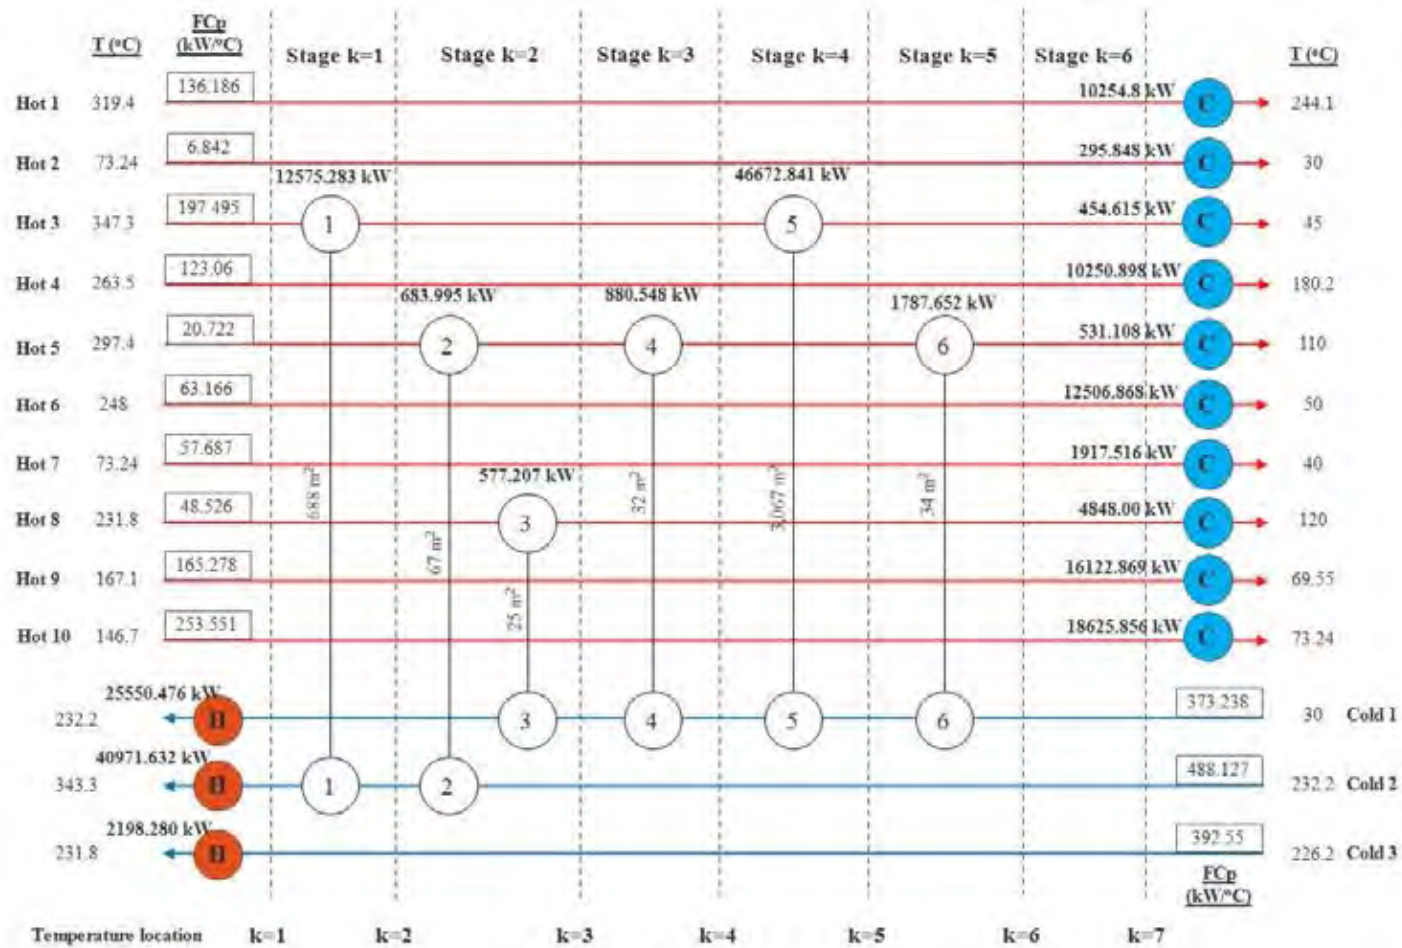 FCp
T (°C) (kW/°C) Stage k=1 Stage k=2 Stage k=3 Stage k=4 Stage k=5 Stage k=6 T (°C)
Hot 1 319.4 136.186 10254.8 kW C 244.1
Hot 2 73.24 6.842 295.848 kW C 30
12575.283 kW 46672.841 kW
Hot 3 347.3 197.495 1 5 454.615 kW C 45
Hot 4 263.5 123.06 10250.898 kW C 180.2
683.995 kW 880.548 kW 1787.652 kW
Hot 5 297.4 20.722 2 4 6 531.108 kW C 110
Hot 6 248 63.166 12506.868 kW C 50
Hot 7 73.24 57.687 1917.516 kW C 40
577.207 kW
688 m² 32 m² 3,067 m² 34 m²
Hot 8 231.8 48.526 3 4848.00 kW C 120
67 m²
Hot 9 167.1 165.278 16122.869 kW C 69.55
25 m²
Hot 10 146.7 253.551 18625.856 kW C 73.24
25550.476 kW
232.2 H 3 4 5 6 373.238 30 Cold 1
40971.632 kW
343.3 H 1 2 488.127 232.2 Cold 2
2198.280 kW
231.8 H 392.55 226.2 Cold 3
FCp
(kW/°C)
Temperature location k=1 k=2 k=3 k=4 k=5 k=6 k=7